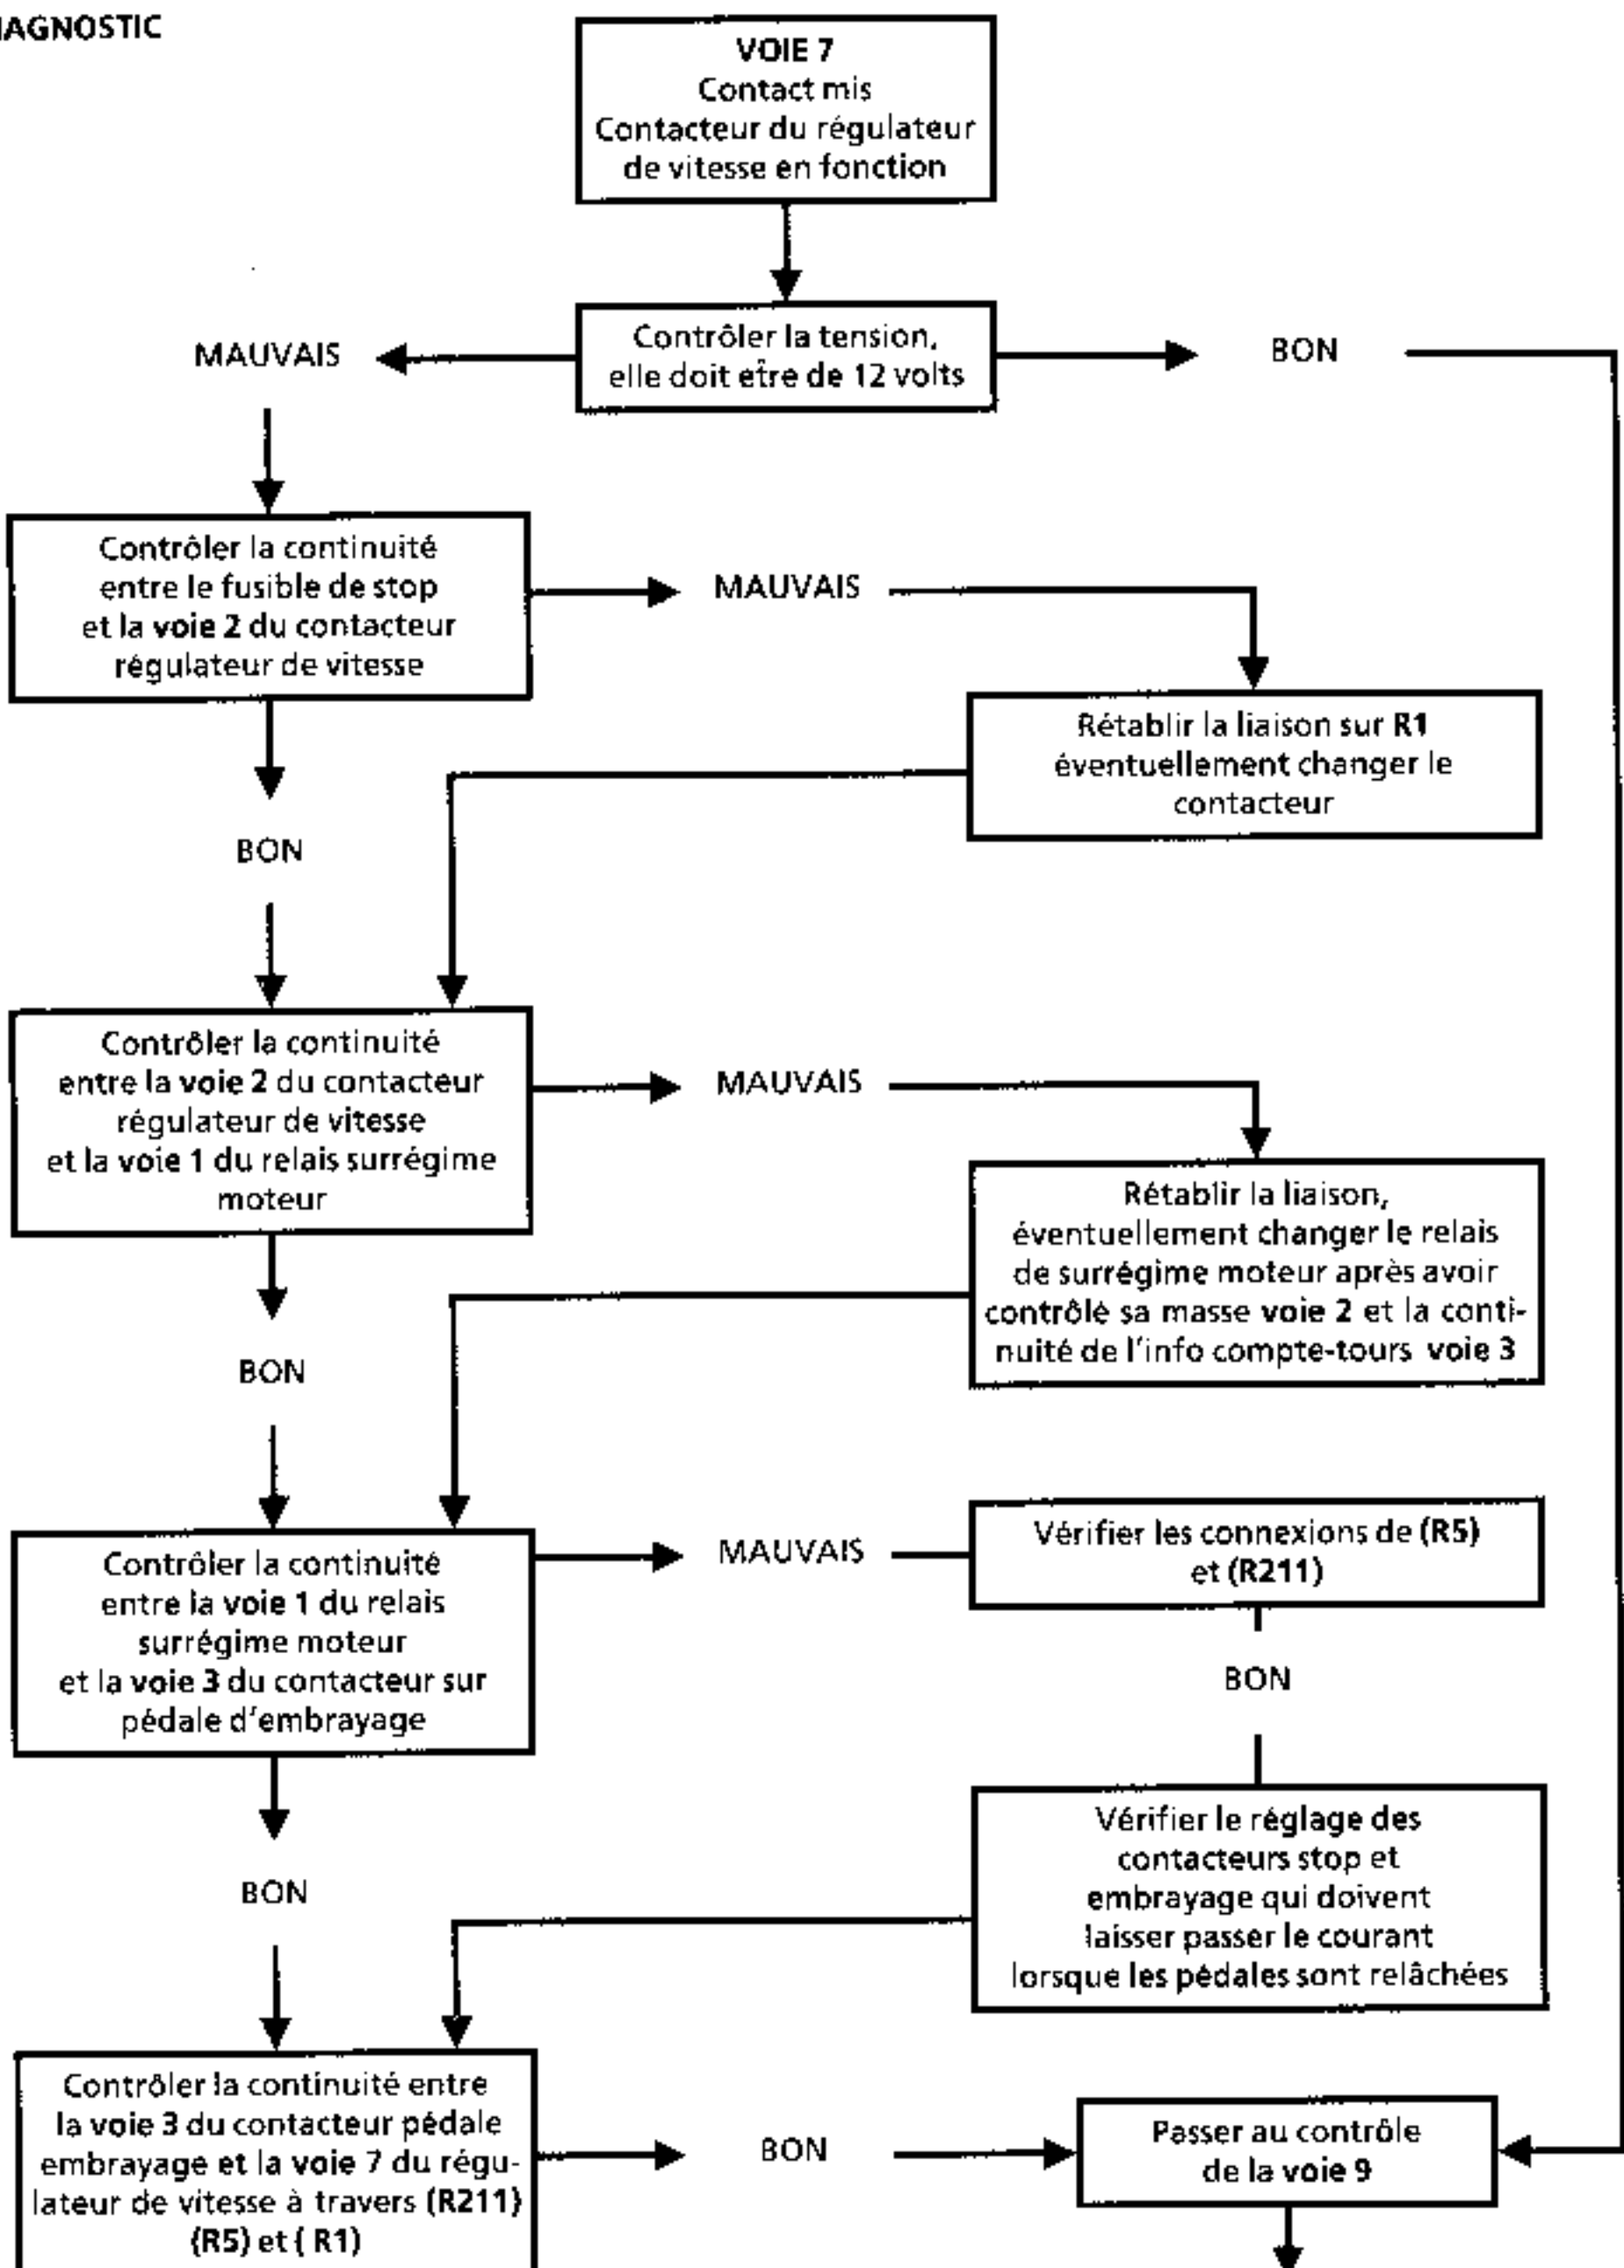 IAGNOSTIC
VOIE 7
Contact mis
Contacteur du régulateur
de vitesse en fonction
Contrôler la tension,
elle doit être de 12 volts
MAUVAIS
BON
Contrôler la continuité
entre le fusible de stop
et la voie 2 du contacteur
régulateur de vitesse
MAUVAIS
Rétablir la liaison sur R1
éventuellement changer le
contacteur
BON
Contrôler la continuité
entre la voie 2 du contacteur
régulateur de vitesse
et la voie 1 du relais surrégime
moteur
MAUVAIS
Rétablir la liaison,
éventuellement changer le relais
de surrégime moteur après avoir
contrôlé sa masse voie 2 et la conti-
nuité de l'info compte-tours voie 3
BON
Contrôler la continuité
entre la voie 1 du relais
surrégime moteur
et la voie 3 du contacteur sur
pédale d'embrayage
MAUVAIS
Vérifier les connexions de (R5)
et (R211)
BON
Vérifier le réglage des
contacteurs stop et
embrayage qui doivent
laisser passer le courant
lorsque les pédales sont relâchées
BON
Contrôler la continuité entre
la voie 3 du contacteur pédale
embrayage et la voie 7 du régu-
lateur de vitesse à travers (R211)
(R5) et ( R1)
BON
Passer au contrôle
de la voie 9